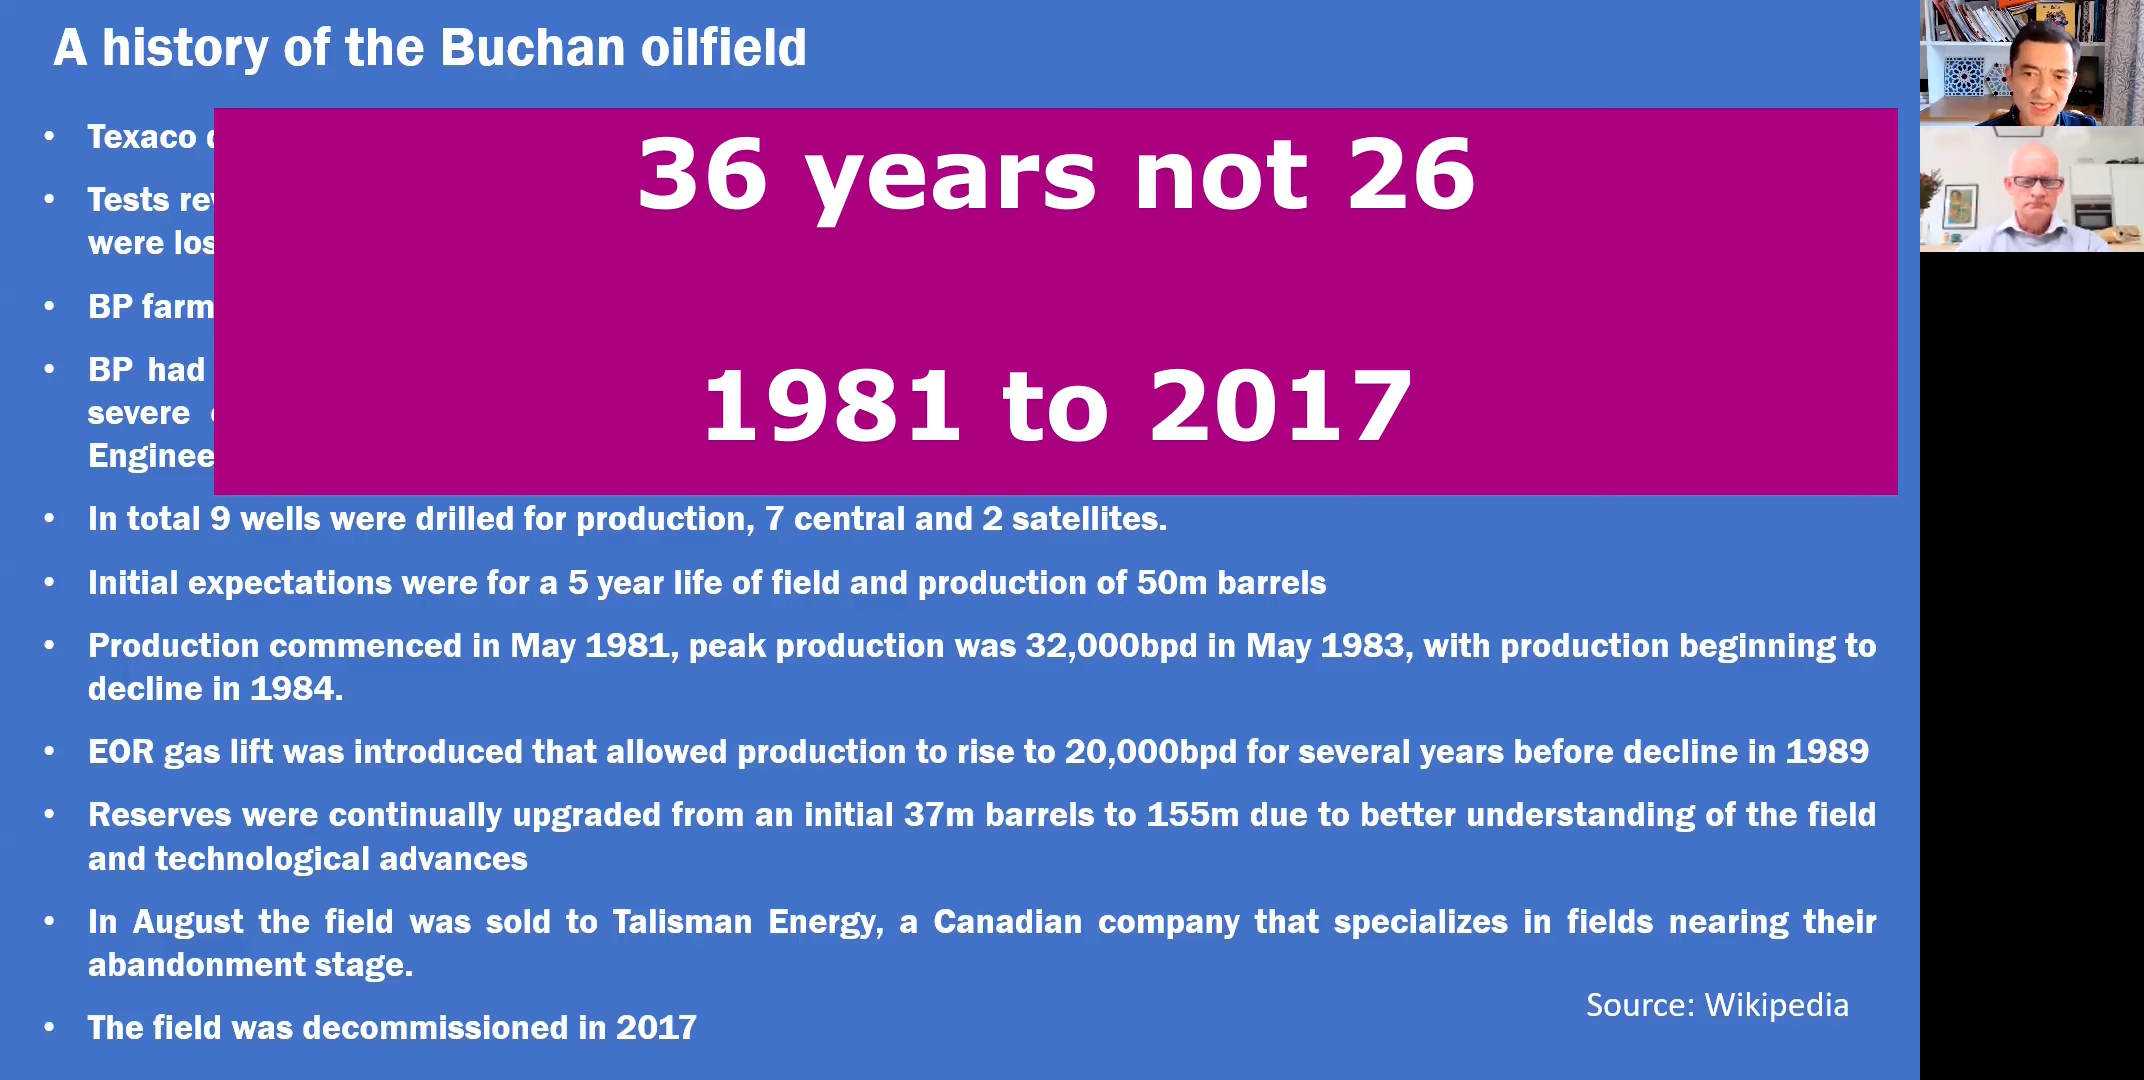 A history of the Buchan oilfield
• Texaco
36 years not 26
1981 to 2017
• Tests
were
• BP
• BP had
severe
• In total 9 wells were drilled for production, 7 central and 2 satellites.
• Initial expectations were for a 5 year life of field and production of 50m barrels
• Production commenced in May 1981, peak production was 32,000bpd in May 1983, with production beginning to
decline in 1984.
• EOR gas lift was introduced that allowed production to rise to 20,000bpd for several years before decline in 1989
• Reserves were continually upgraded from an initial 37m barrels to 155m due to better understanding of the field
and technological advances
• In August the field was sold to Talisman Energy, a Canadian company that specializes in fields nearing their
abandonment stage.
Source: Wikipedia
• The field was decommissioned in 2017